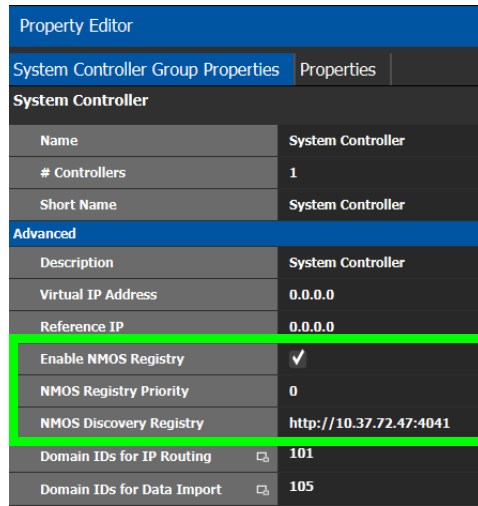 Property Editor
System Controller Group Properties Properties
System Controller
Name System Controller
# Controllers 1
Short Name System Controller
Advanced
Description System Controller
Virtual IP Address 0.0.0.0
Reference IP 0.0.0.0
Enable NMOS Registry
NMOS Registry Priority 0
NMOS Discovery Registry http://10.37.72.47:4041
Domain IDs for IP Routing 101
Domain IDs for Data Import 105